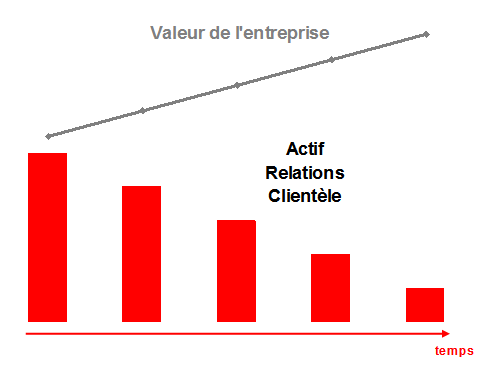 Valeur de l'entreprise
Actif
Relations
Clientèle
temps